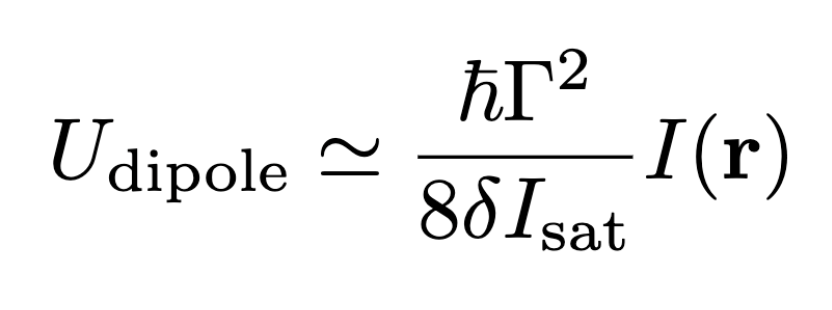 U_dipole ≃ ħΓ² / 8δI_sat I(𝐫)